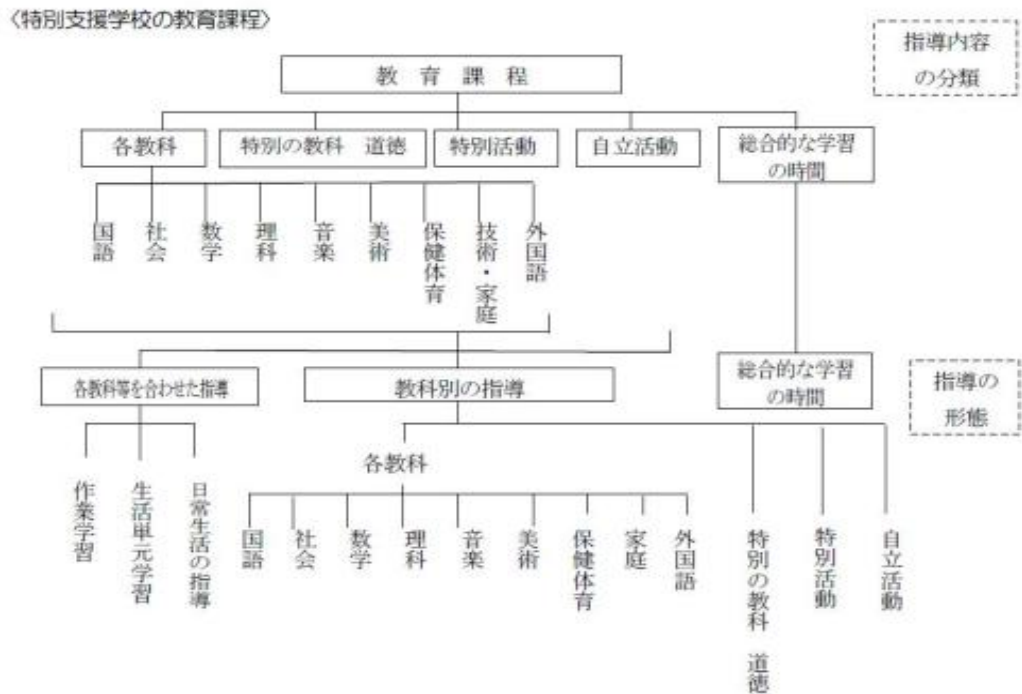 〈特別支援学校の教育課程〉
指導内容
の分類
教 育 課 程
各教科
特別の教科 道徳
特別活動
自立活動
総合的な学習
の時間
国語
社会
数学
理科
音楽
美術
保健体育
技術・家庭
外国語
各教科等を合わせた指導
教科別の指導
総合的な学習
の時間
指導の
形態
作業学習
生活単元学習
日常生活の指導
各教科
国語
社会
数学
理科
音楽
美術
保健体育
家庭
外国語
特別の教科 道徳
特別活動
自立活動